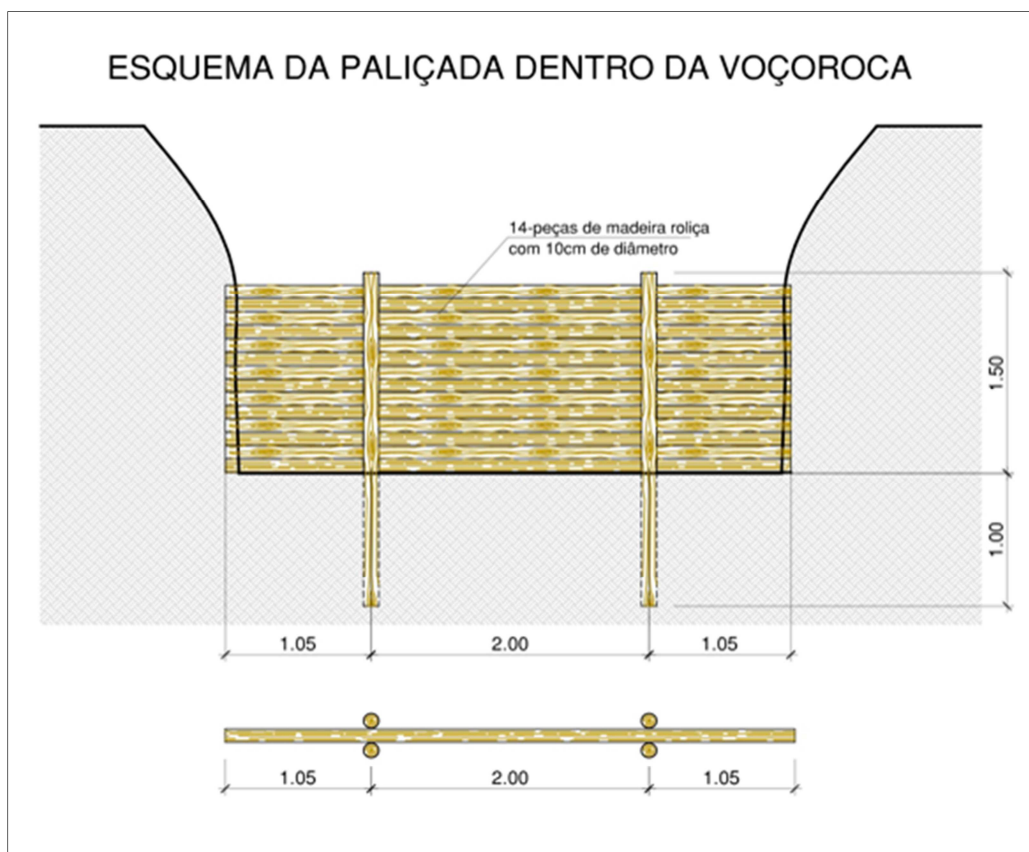 ESQUEMA DA PALIÇADA DENTRO DA VOÇOROCA
14-peças de madeira roliça
com 10cm de diâmetro
1.50
1.00
1.05 2.00 1.05
1.05 2.00 1.05